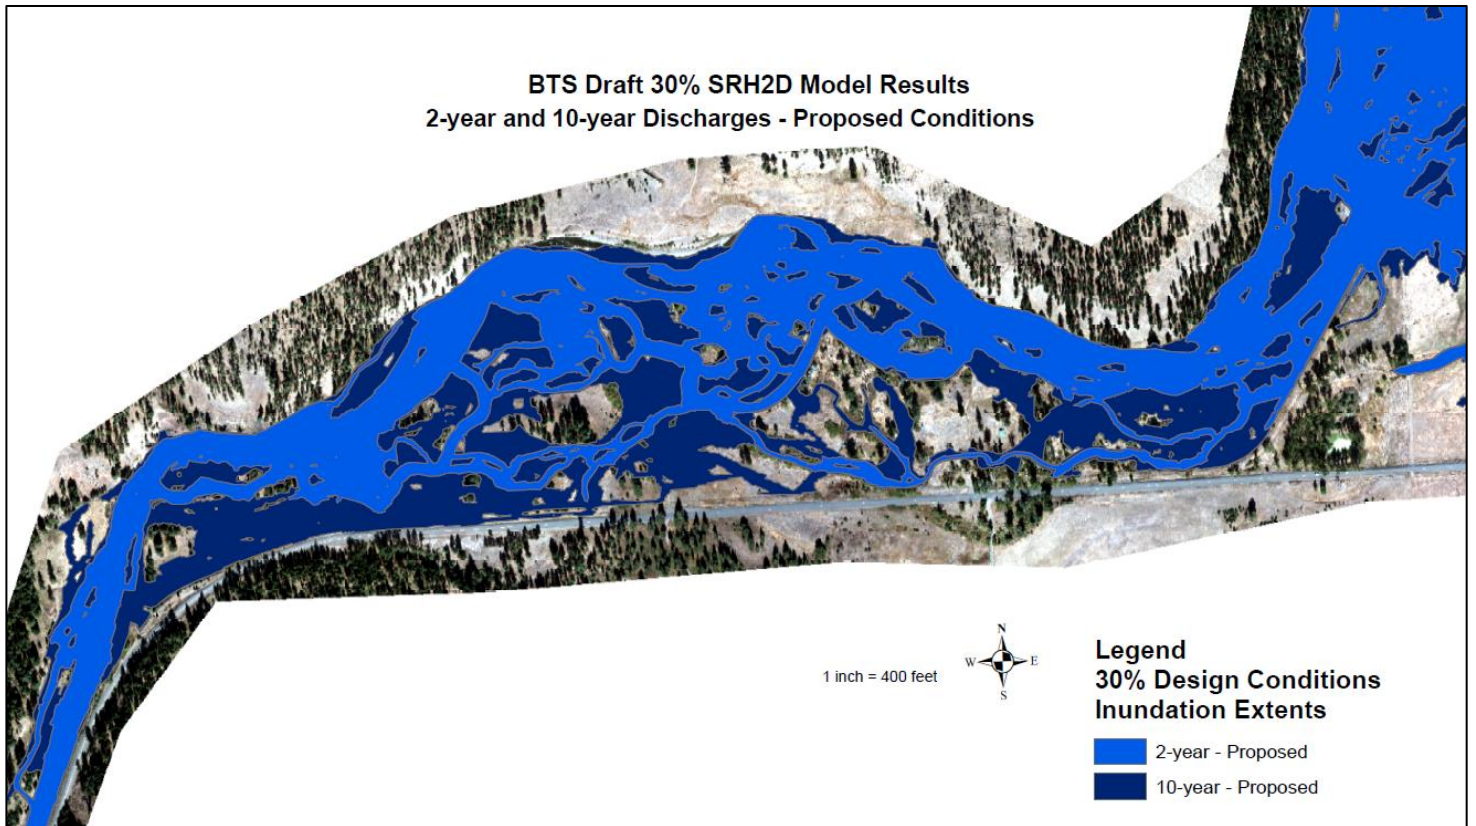 BTS Draft 30% SRH2D Model Results
2-year and 10-year Discharges - Proposed Conditions
1 inch = 400 feet
N
W
E
S
Legend
30% Design Conditions
Inundation Extents
2-year - Proposed
10-year - Proposed